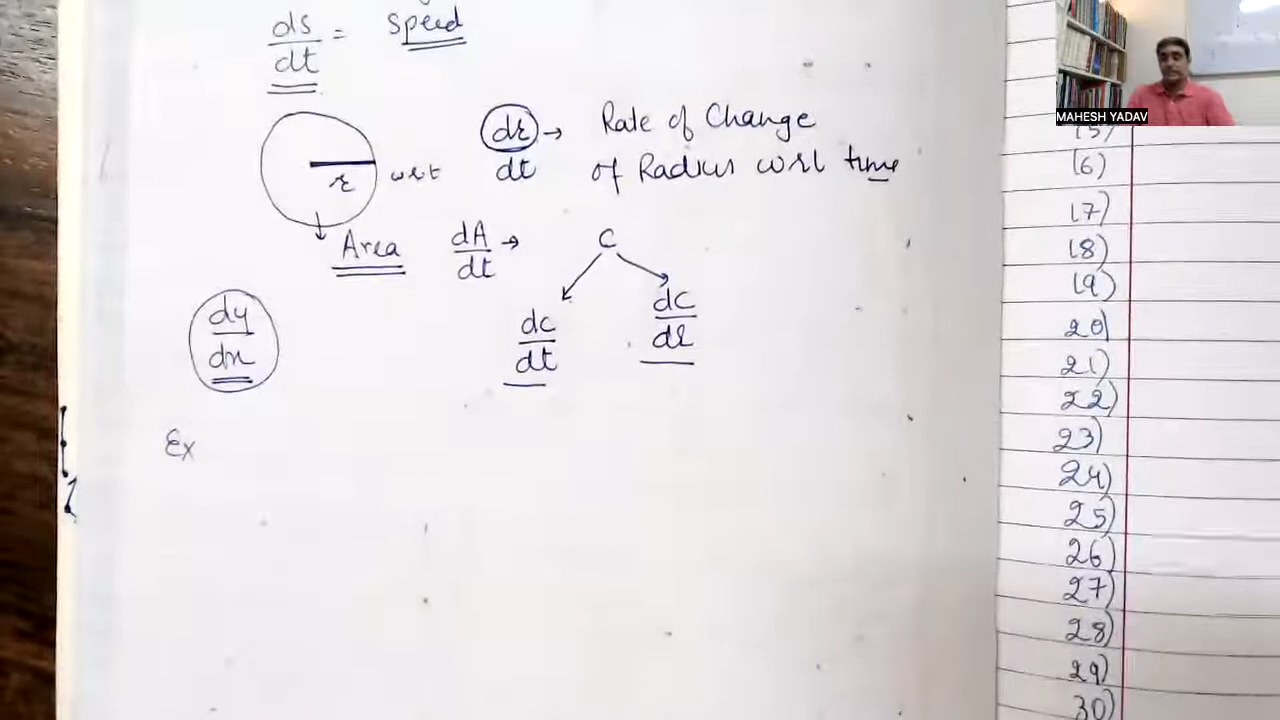 ds
dt = speed
dr → Rate of Change
r wrt dt of Radius wrt time
Area dA → C
dt
dy dc dc
dx dt dr
Ex
MAHESH YADAV
15)
16)
17)
18)
19)
20)
21)
22)
23)
24)
25)
26)
27)
28)
29)
30)